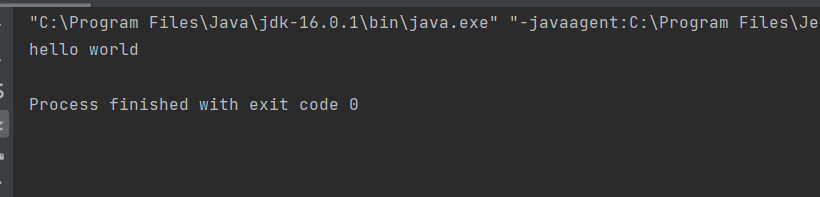 "C:\Program Files\Java\jdk-16.0.1\bin\java.exe" "-javaagent:C:\Program Files\Je
hello world
Process finished with exit code 0